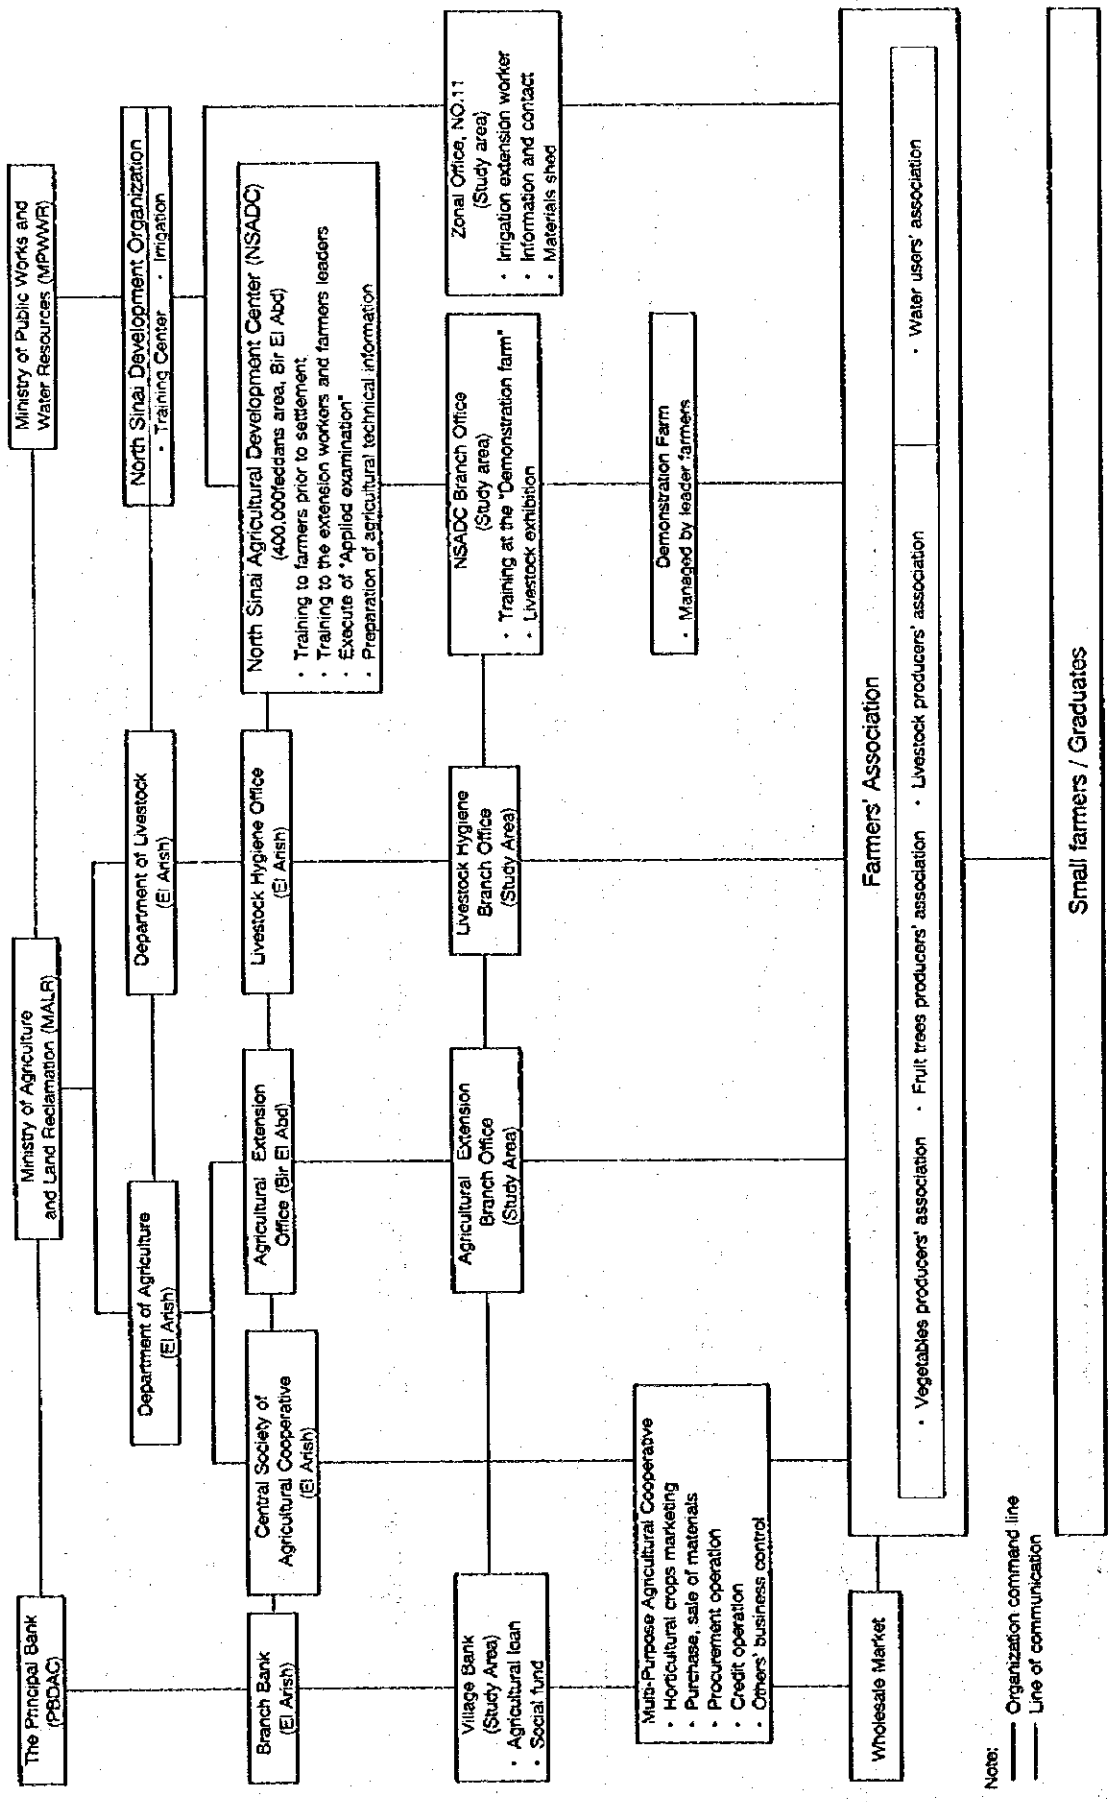 The Principal Bank
(PBDAC)
Ministry of Agriculture
and Land Reclamation (MALR)
Ministry of Public Works and
Water Resources (MPWWR)
Department of Agriculture
(El Arish)
Department of Livestock
(El Arish)
North Sinai Development Organization
· Training Center · Irrigation
Branch Bank
(El Arish)
Central Society of
Agricultural Cooperative
(El Arish)
Agricultural Extension
Office (Bir El Abd)
Livestock Hygiene Office
(El Arish)
North Sinai Agricultural Development Center (NSADC)
(400,000feddans area, Bir El Abd)
· Training to farmers prior to settlement
· Training to the extension workers and farmers leaders
· Execute of "Applied examination"
· Preparation of agricultural technical information
Village Bank
(Study Area)
· Agricultural loan
· Social fund
Agricultural Extension
Branch Office
(Study Area)
Livestock Hygiene
Branch Office
(Study Area)
NSADC Branch Office
(Study area)
· Training at the "Demonstration farm"
· Livestock exhibition
Zonal Office, NO.11
(Study area)
· Irrigation extension worker
· Information and contact
· Materials shed
Multi-Purpose Agricultural Cooperative
· Horticultural crops marketing
· Purchase, sale of materials
· Procurement operation
· Credit operation
· Others' business control
Demonstration Farm
· Managed by leader farmers
Wholesale Market
Farmers' Association
· Vegetables producers' association · Fruit trees producers' association · Livestock producers' association
· Water users' association
Small farmers / Graduates
Note:
Organization command line
Line of communication